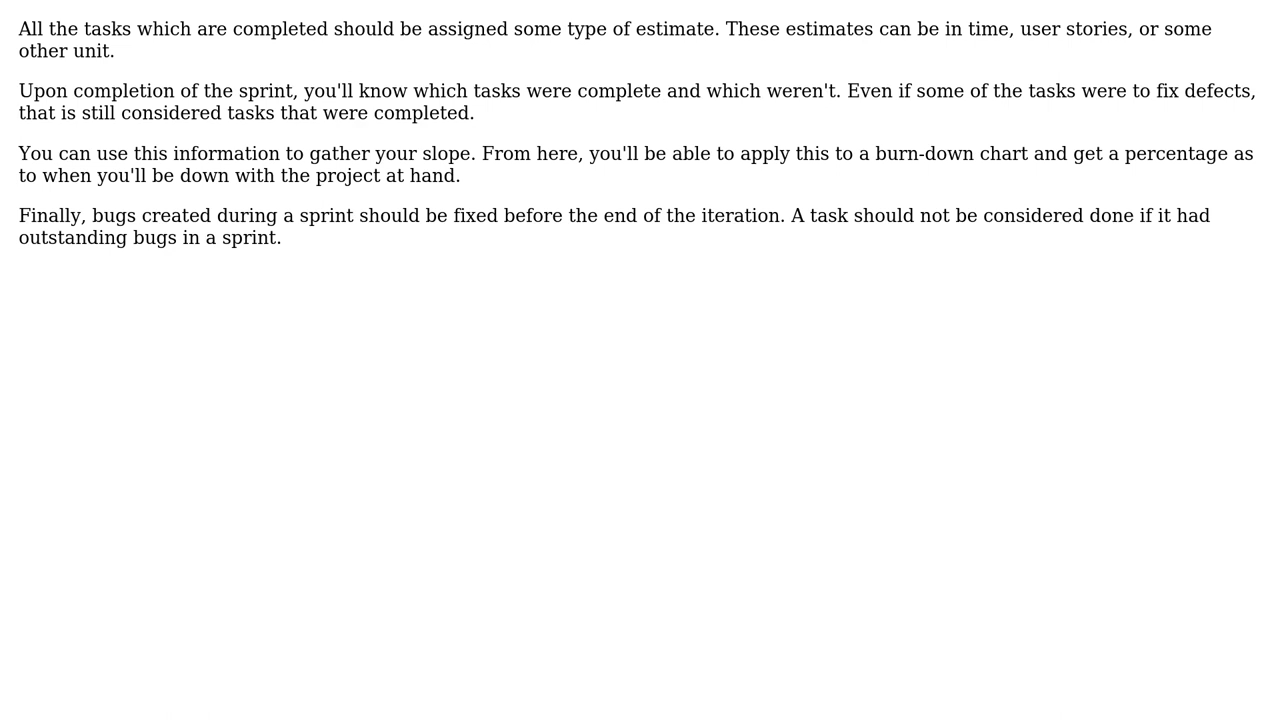 All the tasks which are completed should be assigned some type of estimate. These estimates can be in time, user stories, or some
other unit.
Upon completion of the sprint, you'll know which tasks were complete and which weren't. Even if some of the tasks were to fix defects,
that is still considered tasks that were completed.
You can use this information to gather your slope. From here, you'll be able to apply this to a burn-down chart and get a percentage as
to when you'll be down with the project at hand.
Finally, bugs created during a sprint should be fixed before the end of the iteration. A task should not be considered done if it had
outstanding bugs in a sprint.